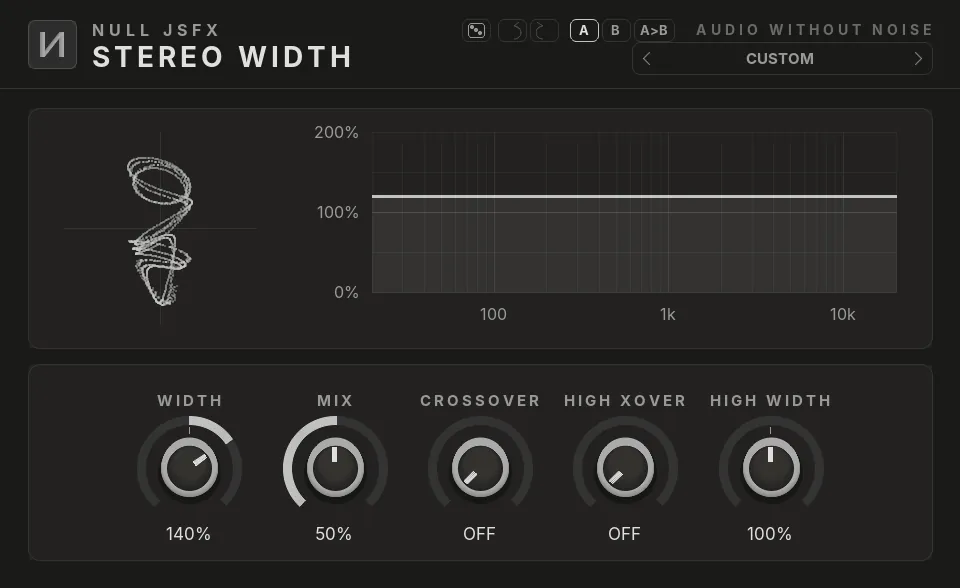 NULL JSFX
STEREO WIDTH
A B A>B
AUDIO WITHOUT NOISE
CUSTOM
200%
100%
0%
100 1k 10k
WIDTH MIX CROSSOVER HIGH XOVER HIGH WIDTH
140% 50% OFF OFF 100%